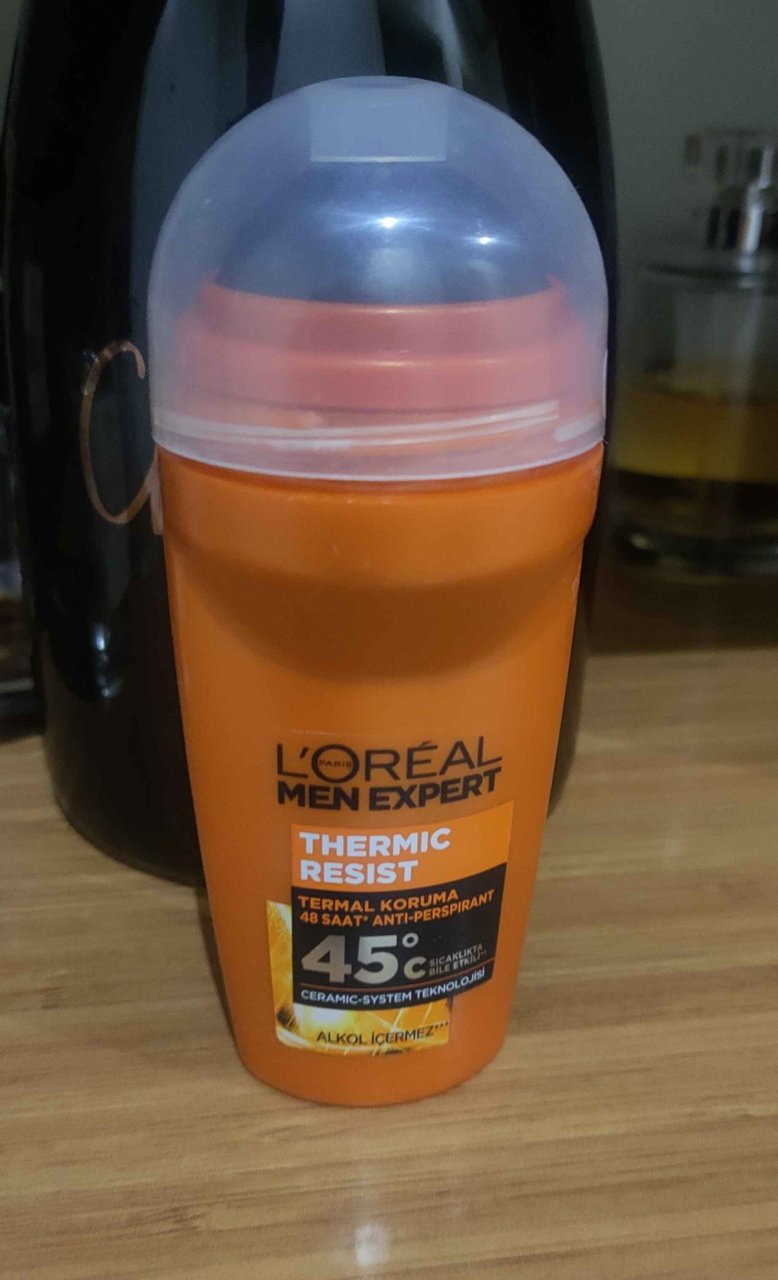 L'ORÉAL
PARIS
MEN EXPERT
THERMIC
RESIST
TERMAL KORUMA
48 SAAT* ANTI-PERSPIRANT
45°C SICAKLIKTA
BİLE ETKİLİ**
CERAMIC-SYSTEM TEKNOLOJİSİ
ALKOL İÇERMEZ***